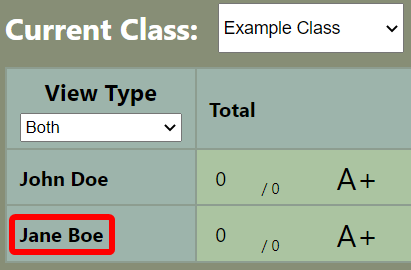 Current Class: Example Class
View Type Total
Both
John Doe 0 / 0 A+
Jane Boe 0 / 0 A+